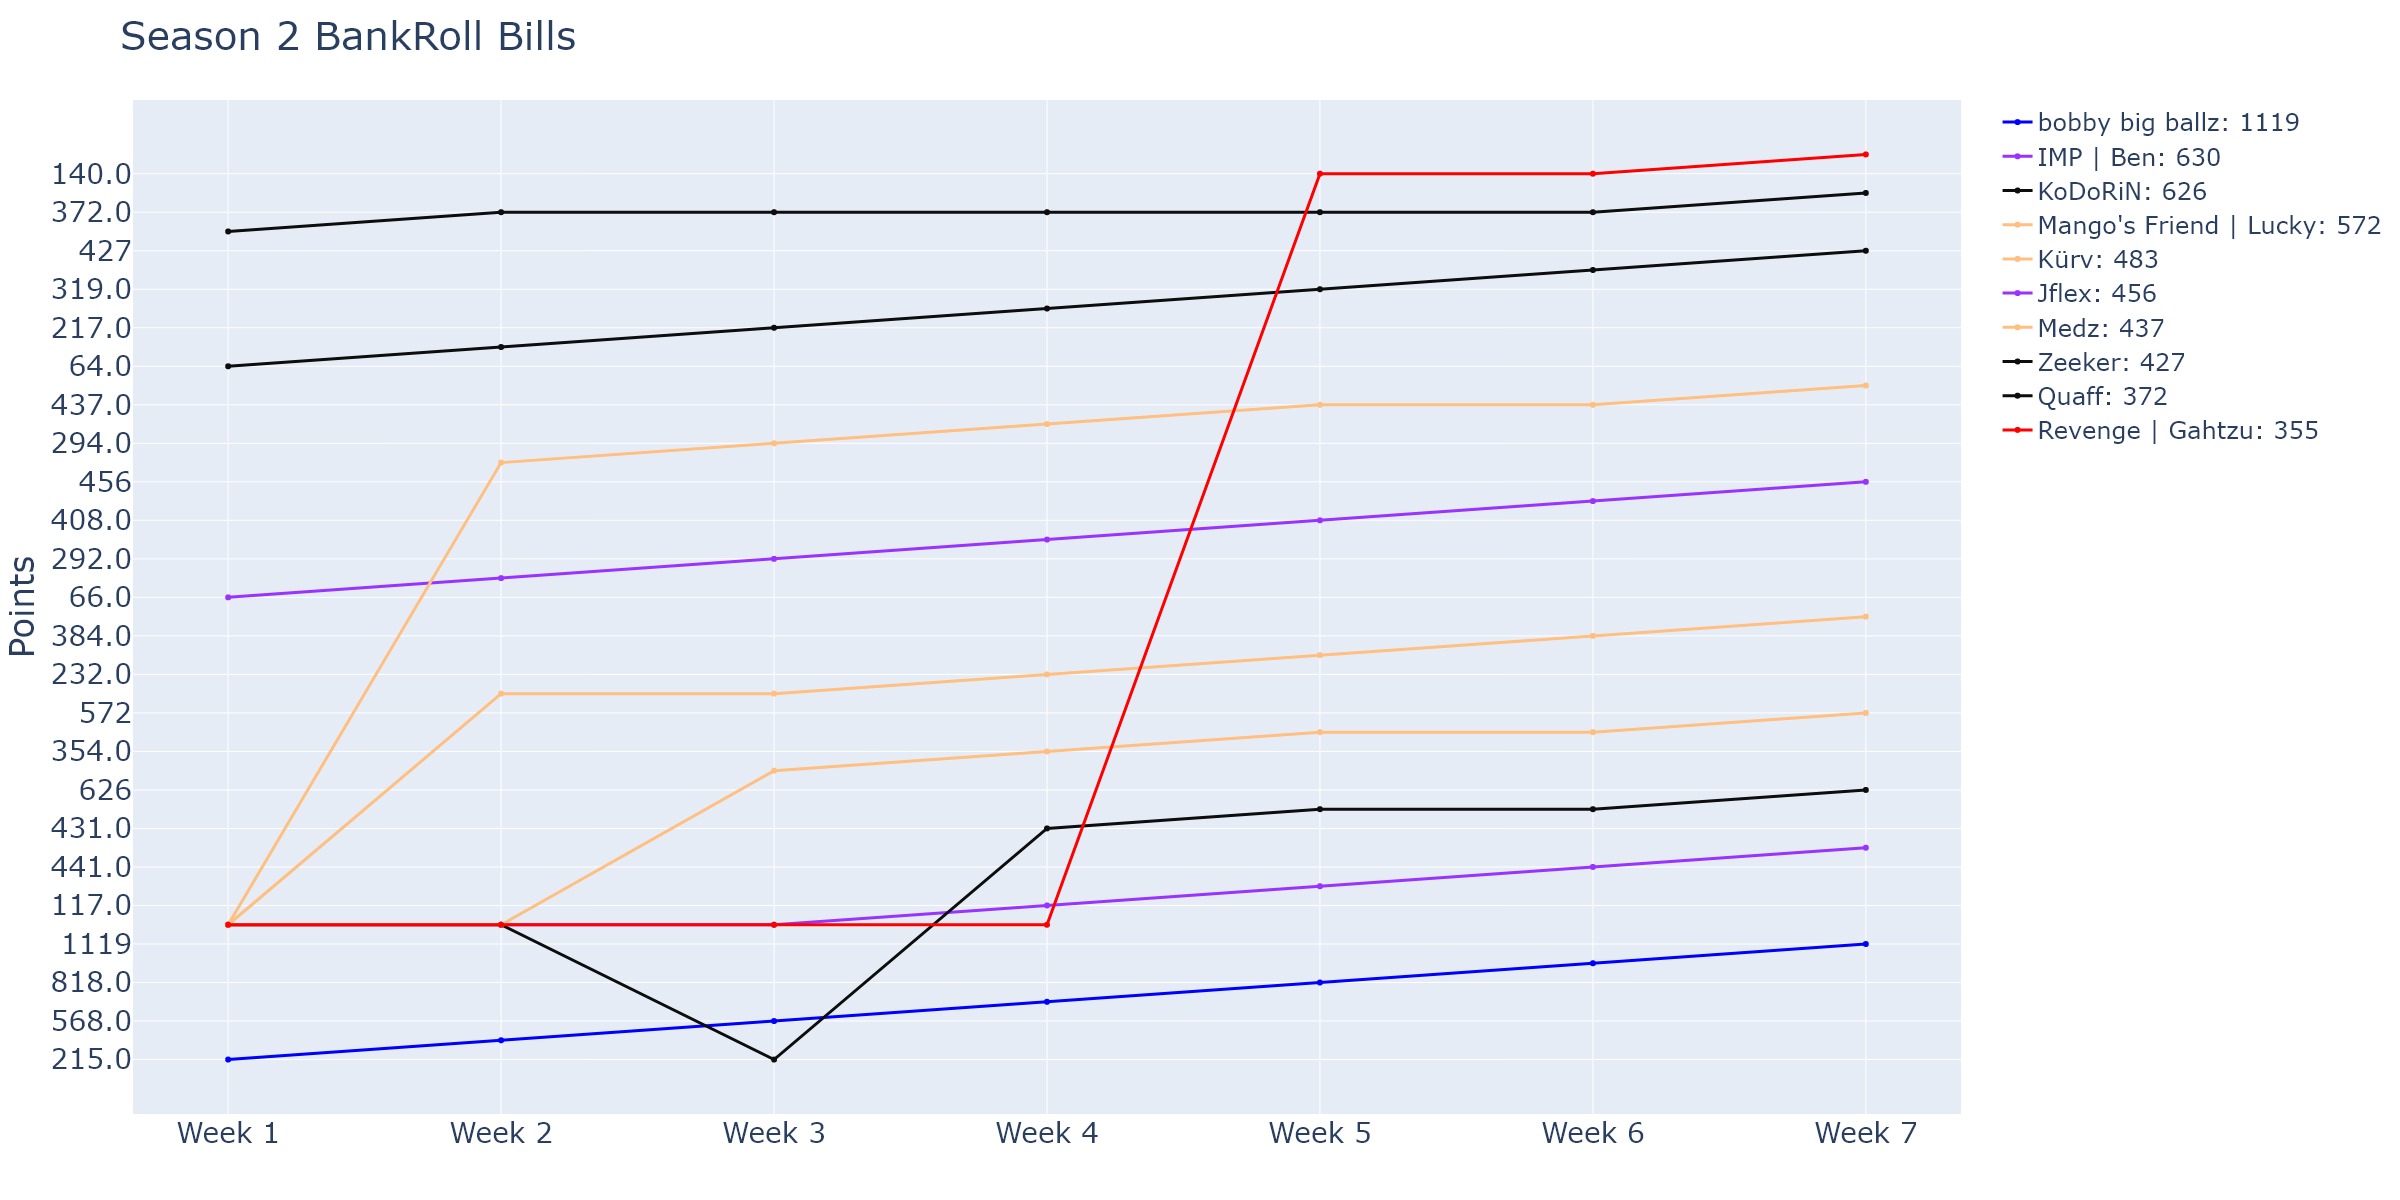 Season 2 BankRoll Bills
Points
140.0
372.0
427
319.0
217.0
64.0
437.0
294.0
456
408.0
292.0
66.0
384.0
232.0
572
354.0
626
431.0
441.0
117.0
1119
818.0
568.0
215.0
Week 1
Week 2
Week 3
Week 4
Week 5
Week 6
Week 7
bobby big ballz: 1119
IMP | Ben: 630
KoDoRiN: 626
Mango's Friend | Lucky: 572
Kürv: 483
Jflex: 456
Medz: 437
Zeeker: 427
Quaff: 372
Revenge | Gahtzu: 355